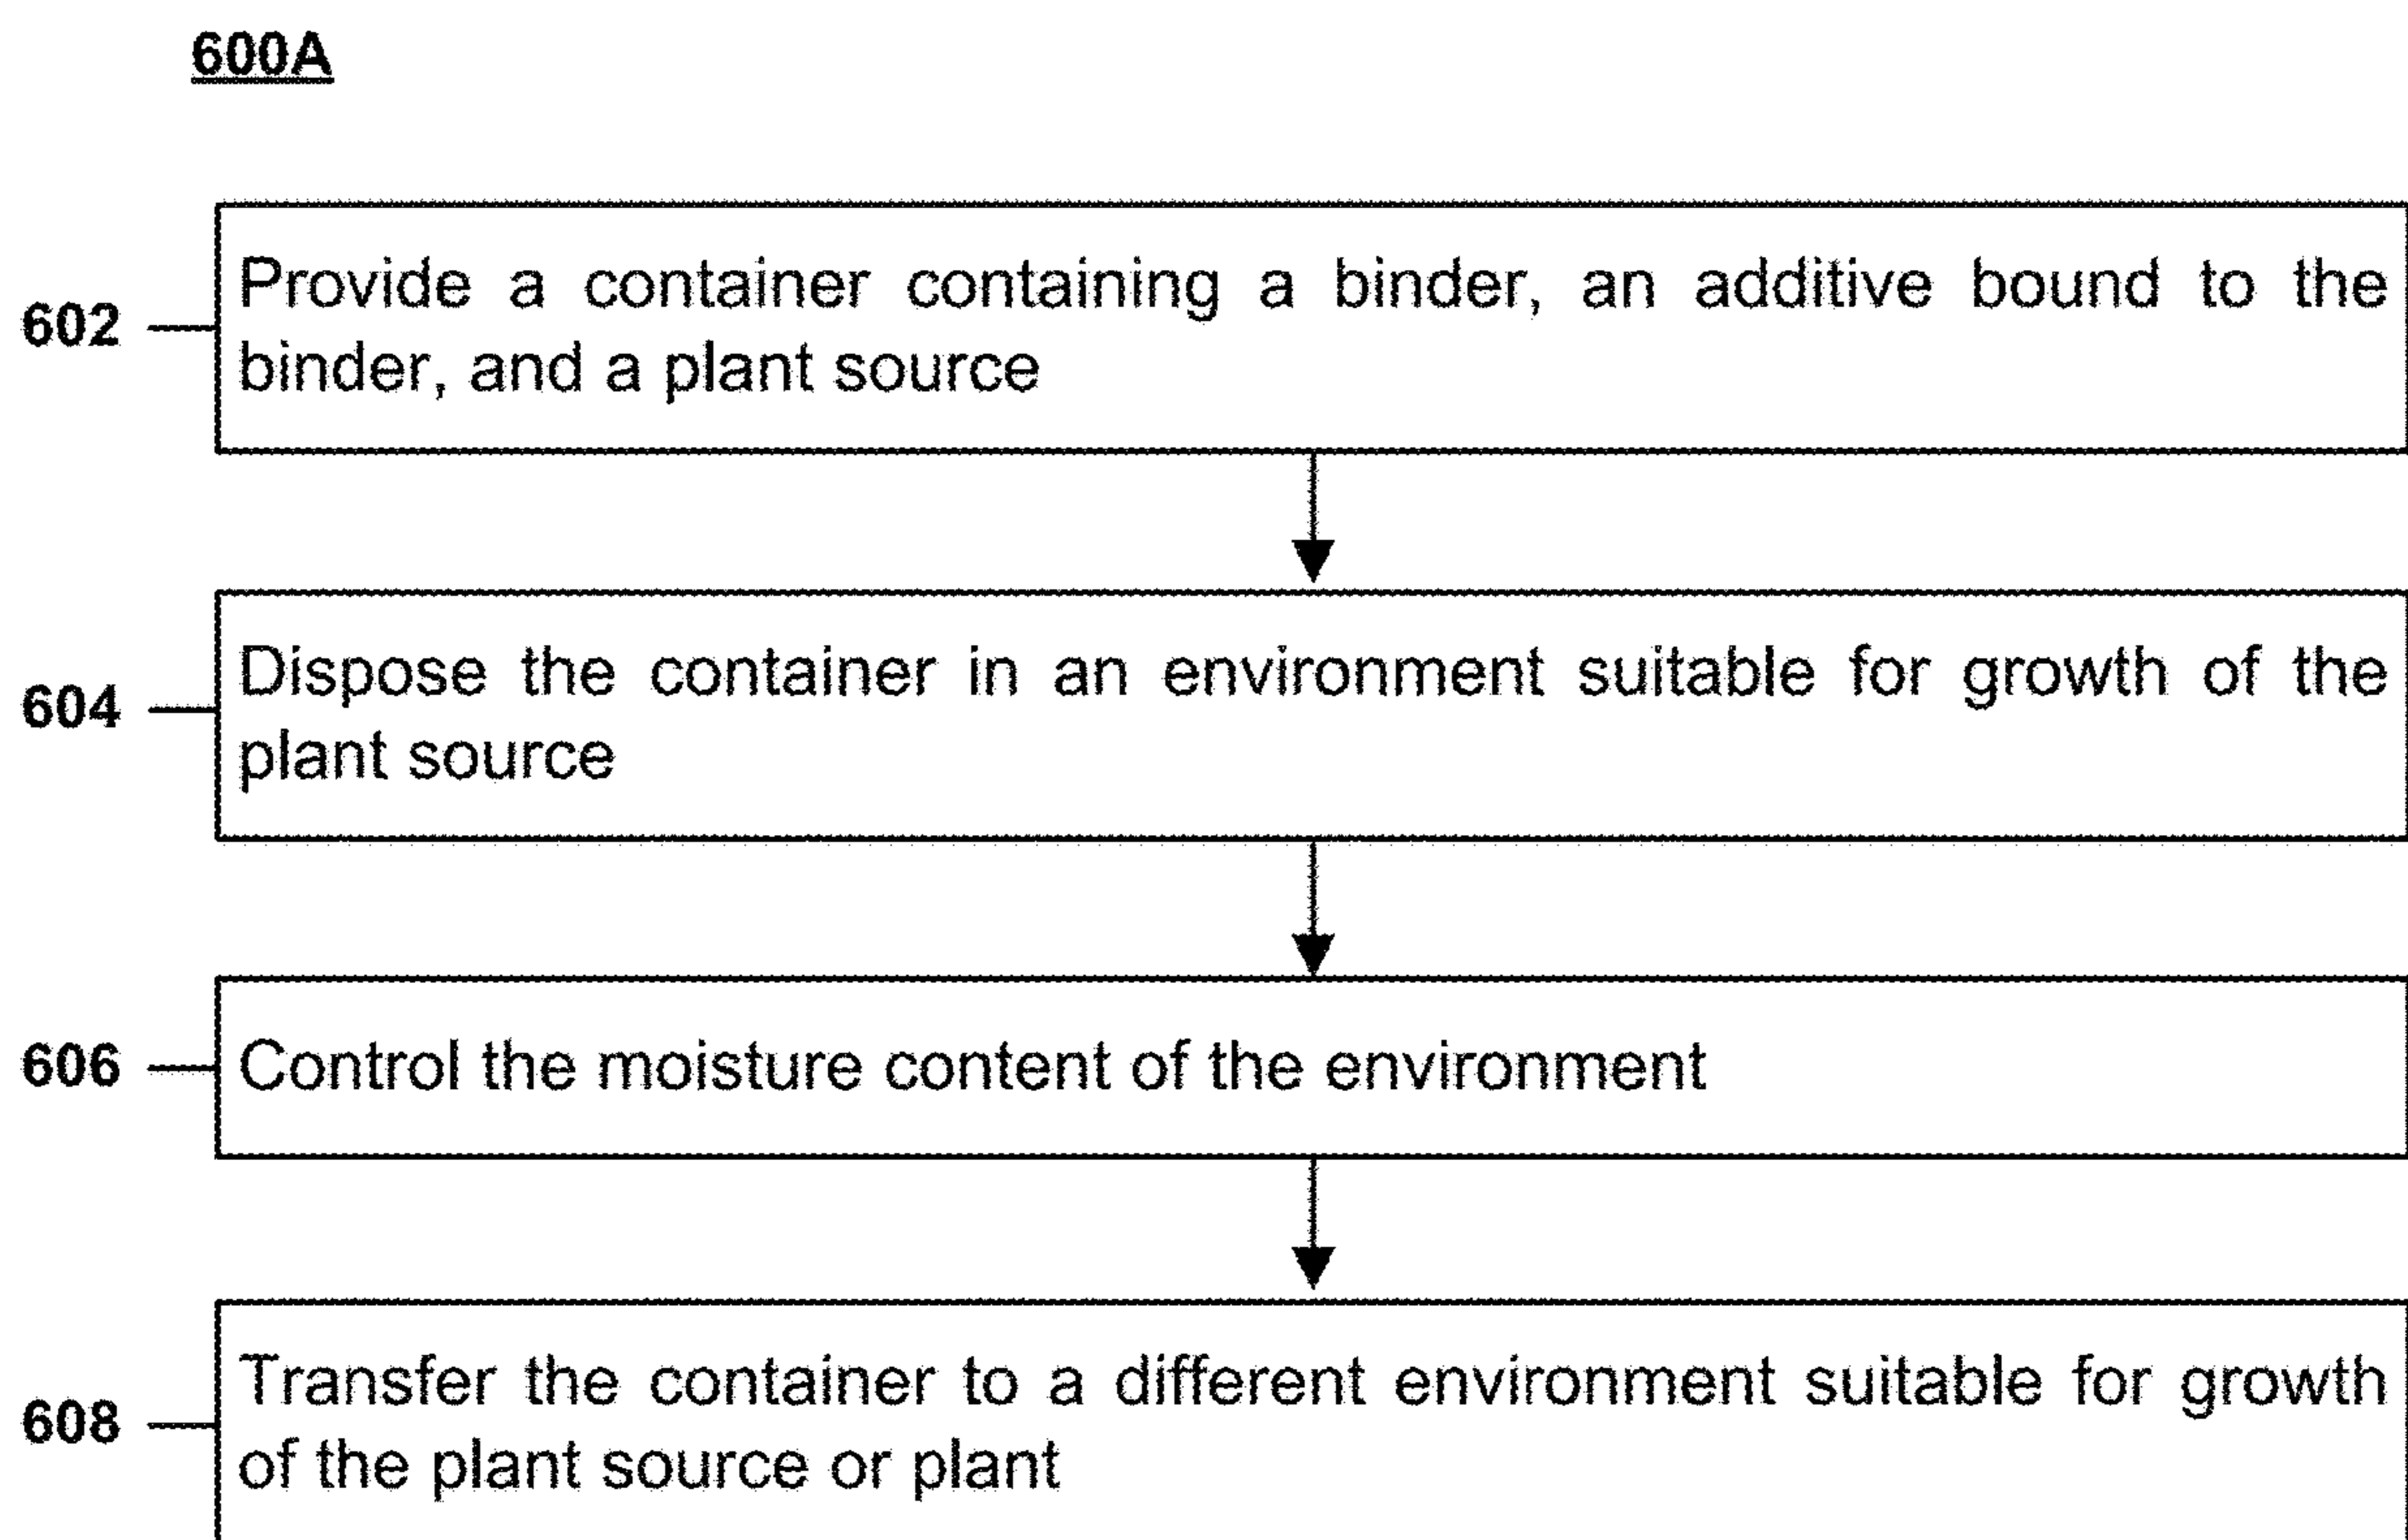 600A
602
Provide a container containing a binder, an additive bound to the
binder, and a plant source
604
Dispose the container in an environment suitable for growth of the
plant source
606
Control the moisture content of the environment
608
Transfer the container to a different environment suitable for growth
of the plant source or plant